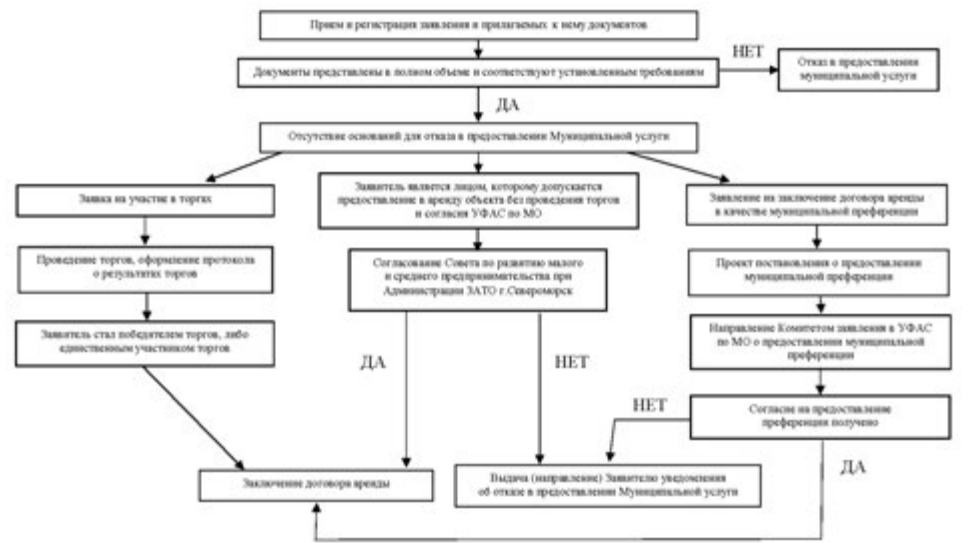 Прием и регистрация заявления и прилагаемых к нему документов
Документы представлены в полном объеме и соответствуют установленным требованиям
НЕТ
Отказ в предоставлении
муниципальной услуги
ДА
Отсутствие оснований для отказа в предоставлении Муниципальной услуги
Заявка на участие в торгах
Заявитель является лицом, которому допускается
предоставление в аренду объекта без проведения торгов
и согласия УФАС по МО
Заявление на заключение договора аренды
в качестве муниципальной преференции
Проведение торгов, оформление протокола
о результатах торгов
Согласование Совета по развитию малого
и среднего предпринимательства при
Администрации ЗАТО г.Североморск
Проект постановления о предоставлении
муниципальной преференции
Заявитель стал победителем торгов, либо
единственным участником торгов
Направление Комитетом заявления в УФАС
по МО о предоставлении муниципальной
преференции
ДА
НЕТ
НЕТ
Согласие на предоставление
преференции получено
ДА
Заключение договора аренды
Выдача (направление) Заявителю уведомления
об отказе в предоставлении Муниципальной услуги